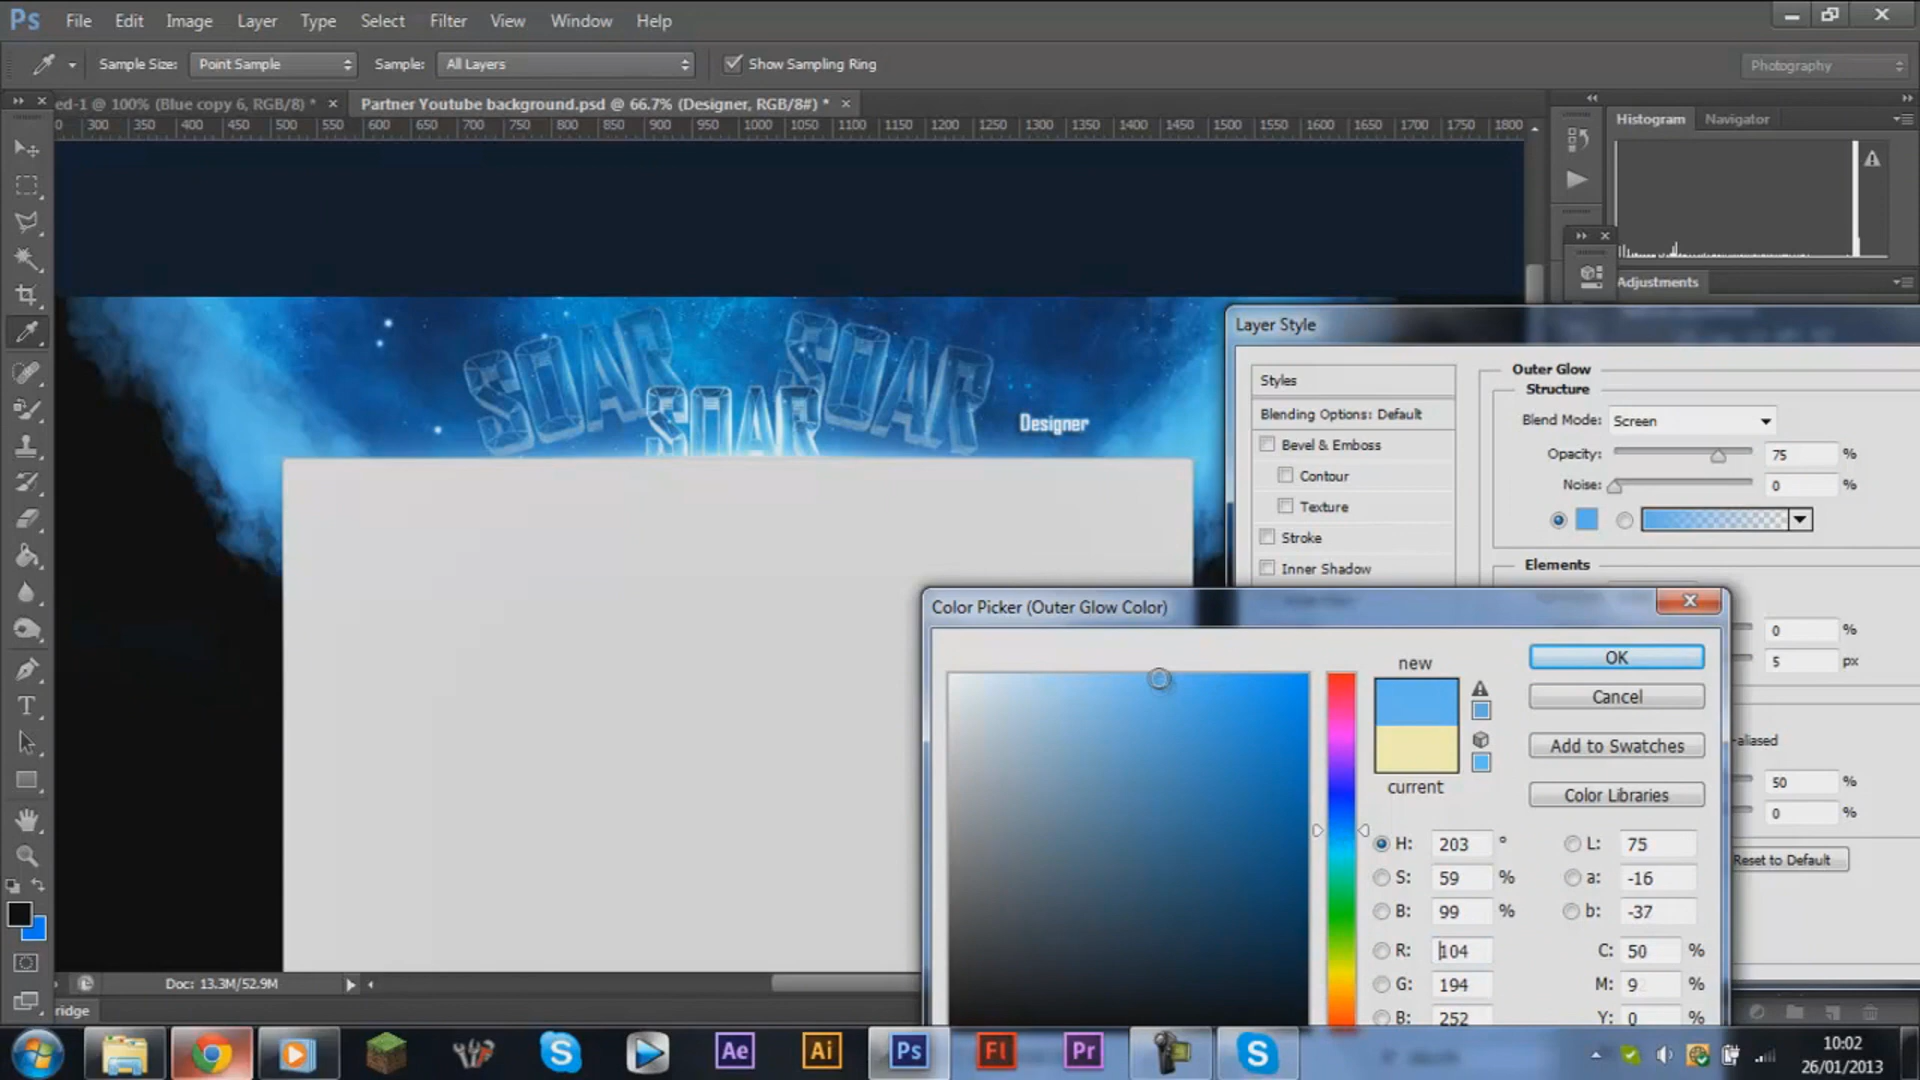 Ps File Edit Image Layer Type Select Filter View Window Help
Sample Size: Point Sample Sample: All Layers Show Sampling Ring Photography
ed-1 @ 100% (Blue copy 6, RGB/8) * Partner Youtube background.psd @ 66.7% (Designer, RGB/8#) *
Histogram Navigator
0 300 350 400 450 500 550 600 650 700 750 800 850 900 950 1000 1050 1100 1150 1200 1250 1300 1350 1400 1450 1500 1550 1600 1650 1700 1750 1800
Adjustments
SOAR SOAR
SOAR
Designer
Layer Style
Styles
Blending Options: Default
Bevel & Emboss
Contour
Texture
Stroke
Inner Shadow
Outer Glow
Structure
Blend Mode: Screen
Opacity: 75 %
Noise: 0 %
Elements
0 %
5 px
-aliased
50 %
0 %
Reset to Default
Color Picker (Outer Glow Color)
new
current
OK
Cancel
Add to Swatches
Color Libraries
H: 203 °
S: 59 %
B: 99 %
R: 104
G: 194
B: 252
L: 75
a: -16
b: -37
C: 50 %
M: 9 %
Y: 0 %
Doc: 13.3M/52.9M
ridge
Ae Ai Ps Fl Pr
10:02
26/01/2013